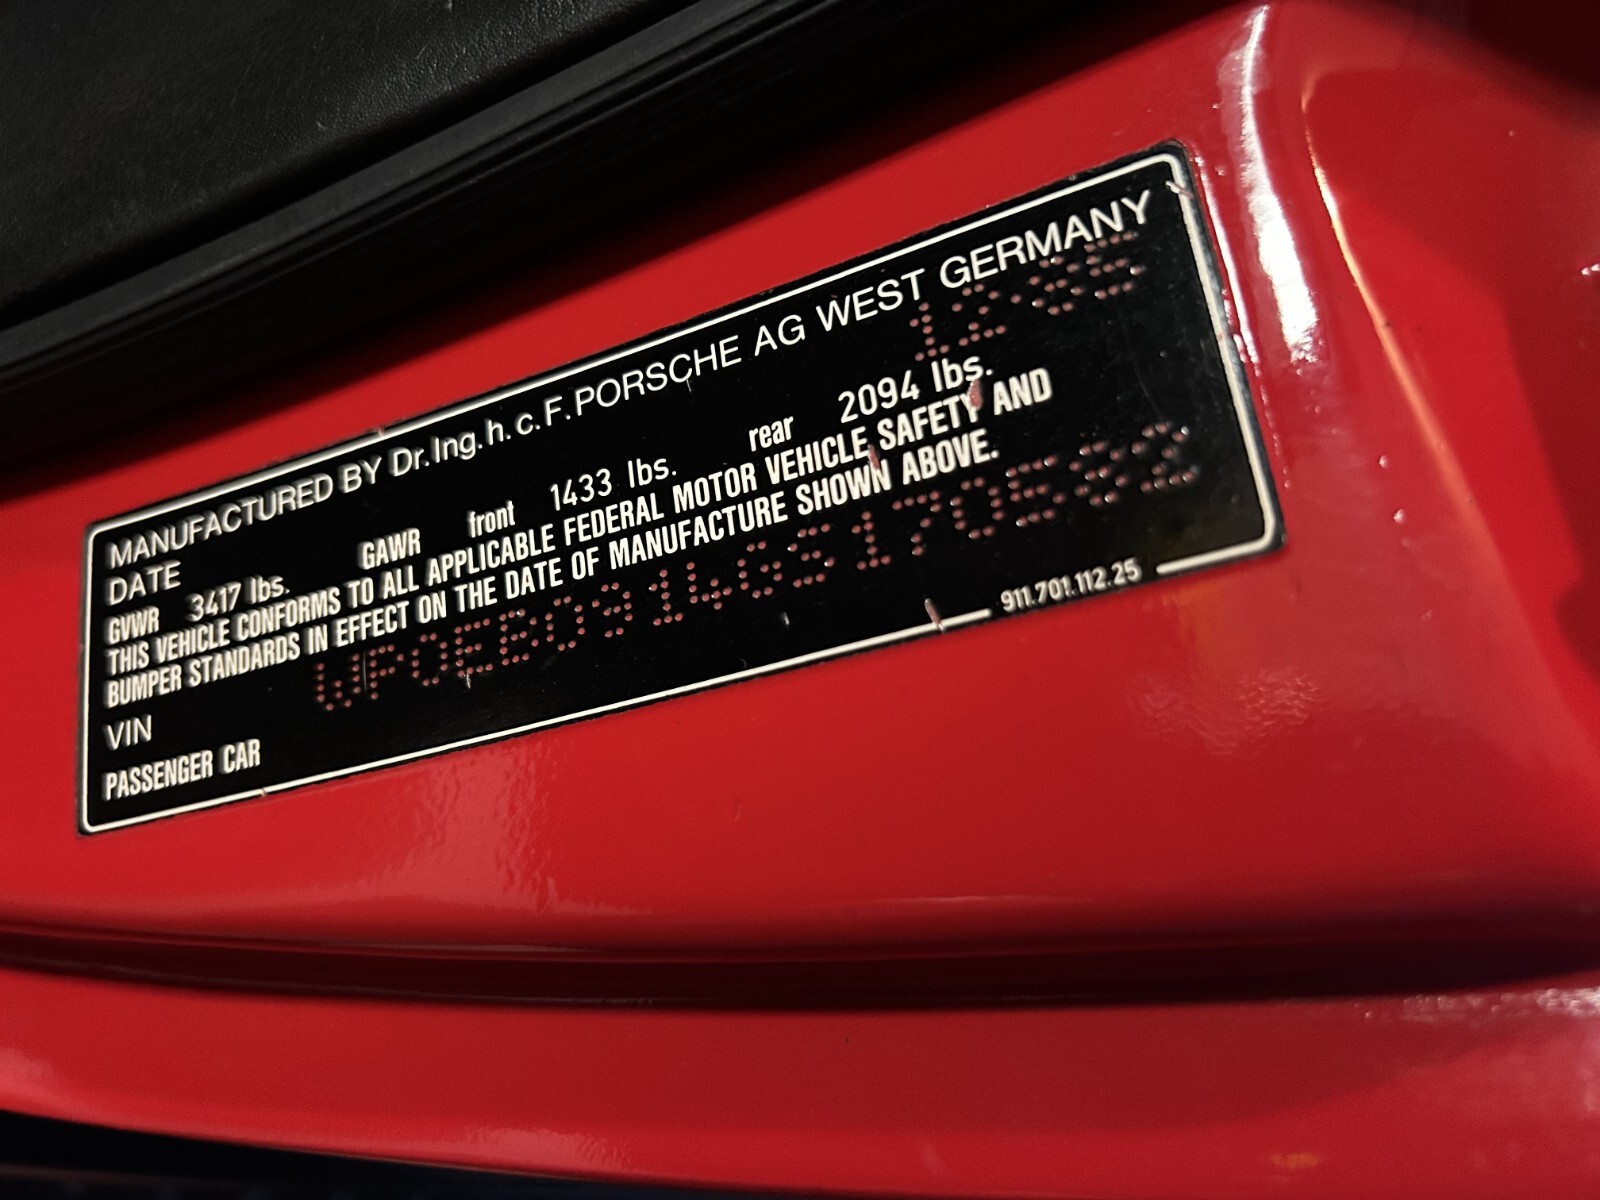 MANUFACTURED BY Dr.Ing.h.c.F.PORSCHE AG WEST GERMANY
DATE 12·85
GVWR 3417 lbs. GAWR front 1433 lbs. rear 2094 lbs.
THIS VEHICLE CONFORMS TO ALL APPLICABLE FEDERAL MOTOR VEHICLE SAFETY AND
BUMPER STANDARDS IN EFFECT ON THE DATE OF MANUFACTURE SHOWN ABOVE.
VIN WP0EB0914GS170582
PASSENGER CAR
911.701.112.25